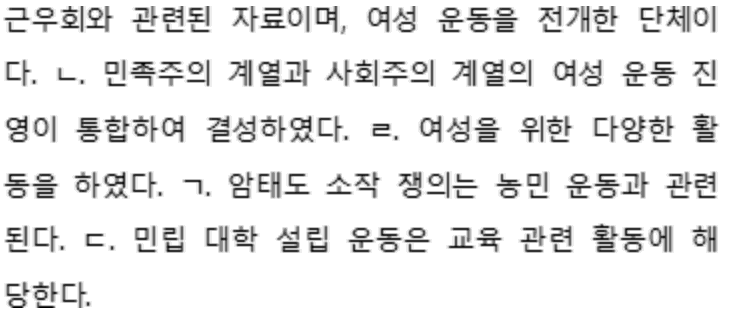 근우회와 관련된 자료이며, 여성 운동을 전개한 단체이
다. ㄴ. 민족주의 계열과 사회주의 계열의 여성 운동 진
영이 통합하여 결성하였다. ㄹ. 여성을 위한 다양한 활
동을 하였다. ㄱ. 암태도 소작 쟁의는 농민 운동과 관련
된다. ㄷ. 민립 대학 설립 운동은 교육 관련 활동에 해
당한다.